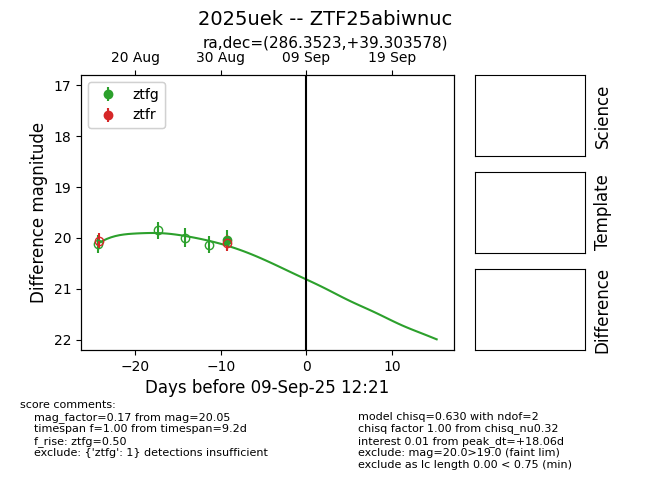 2025uek -- ZTF25abiwnuc
ra,dec=(286.3523,+39.303578)
20 Aug 30 Aug 09 Sep 19 Sep
ztfg
ztfr
17
18
19
20
21
22
Difference magnitude
−20 −10 0 10
Days before 09-Sep-25 12:21
Science
Template
Difference
score comments:
mag_factor=0.17 from mag=20.05
timespan f=1.00 from timespan=9.2d
f_rise: ztfg=0.50
exclude: {'ztfg': 1} detections insufficient
model chisq=0.630 with ndof=2
chisq factor 1.00 from chisq_nu0.32
interest 0.01 from peak_dt=+18.06d
exclude: mag=20.0>19.0 (faint lim)
exclude as lc length 0.00 < 0.75 (min)